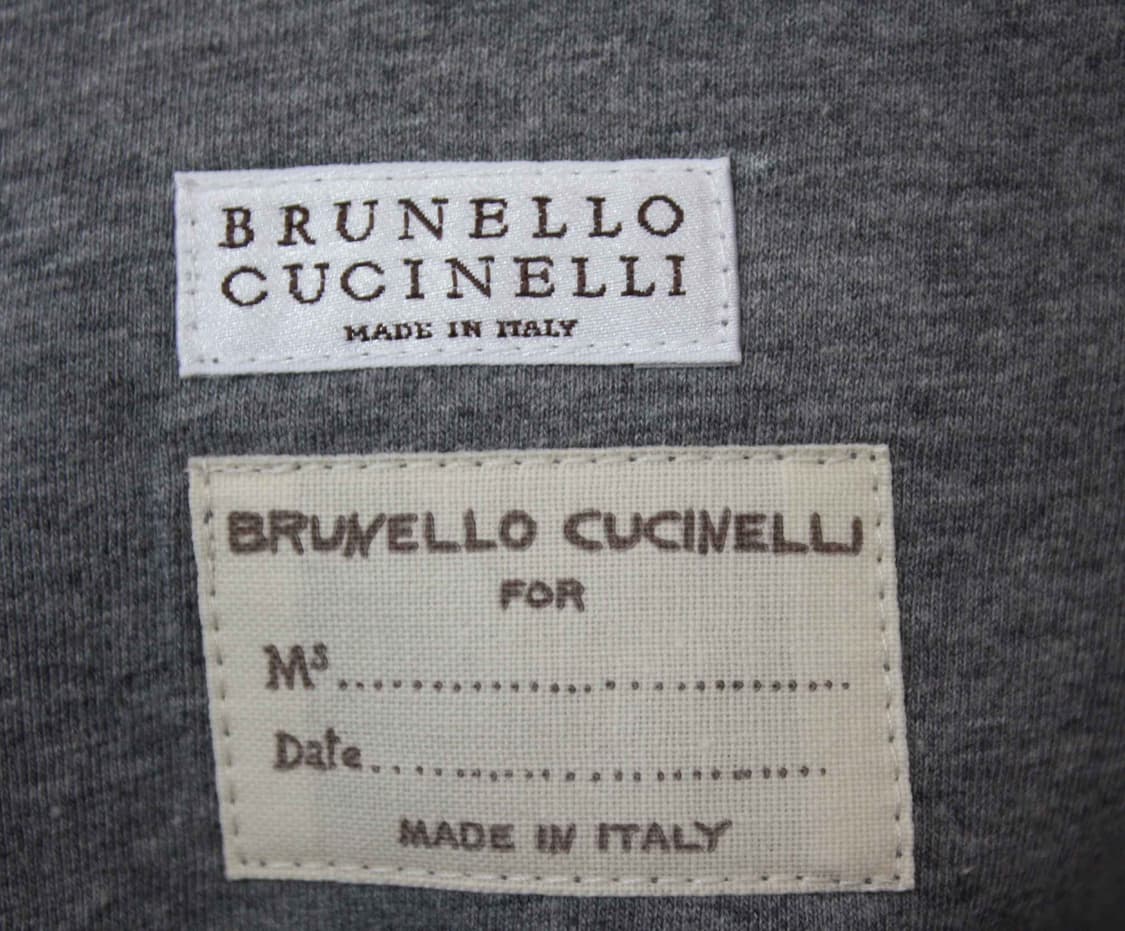 BRUNELLO
CUCINELLI
MADE IN ITALY
BRUNELLO CUCINELLI
FOR
Ms........................................
Date....................................
MADE IN ITALY